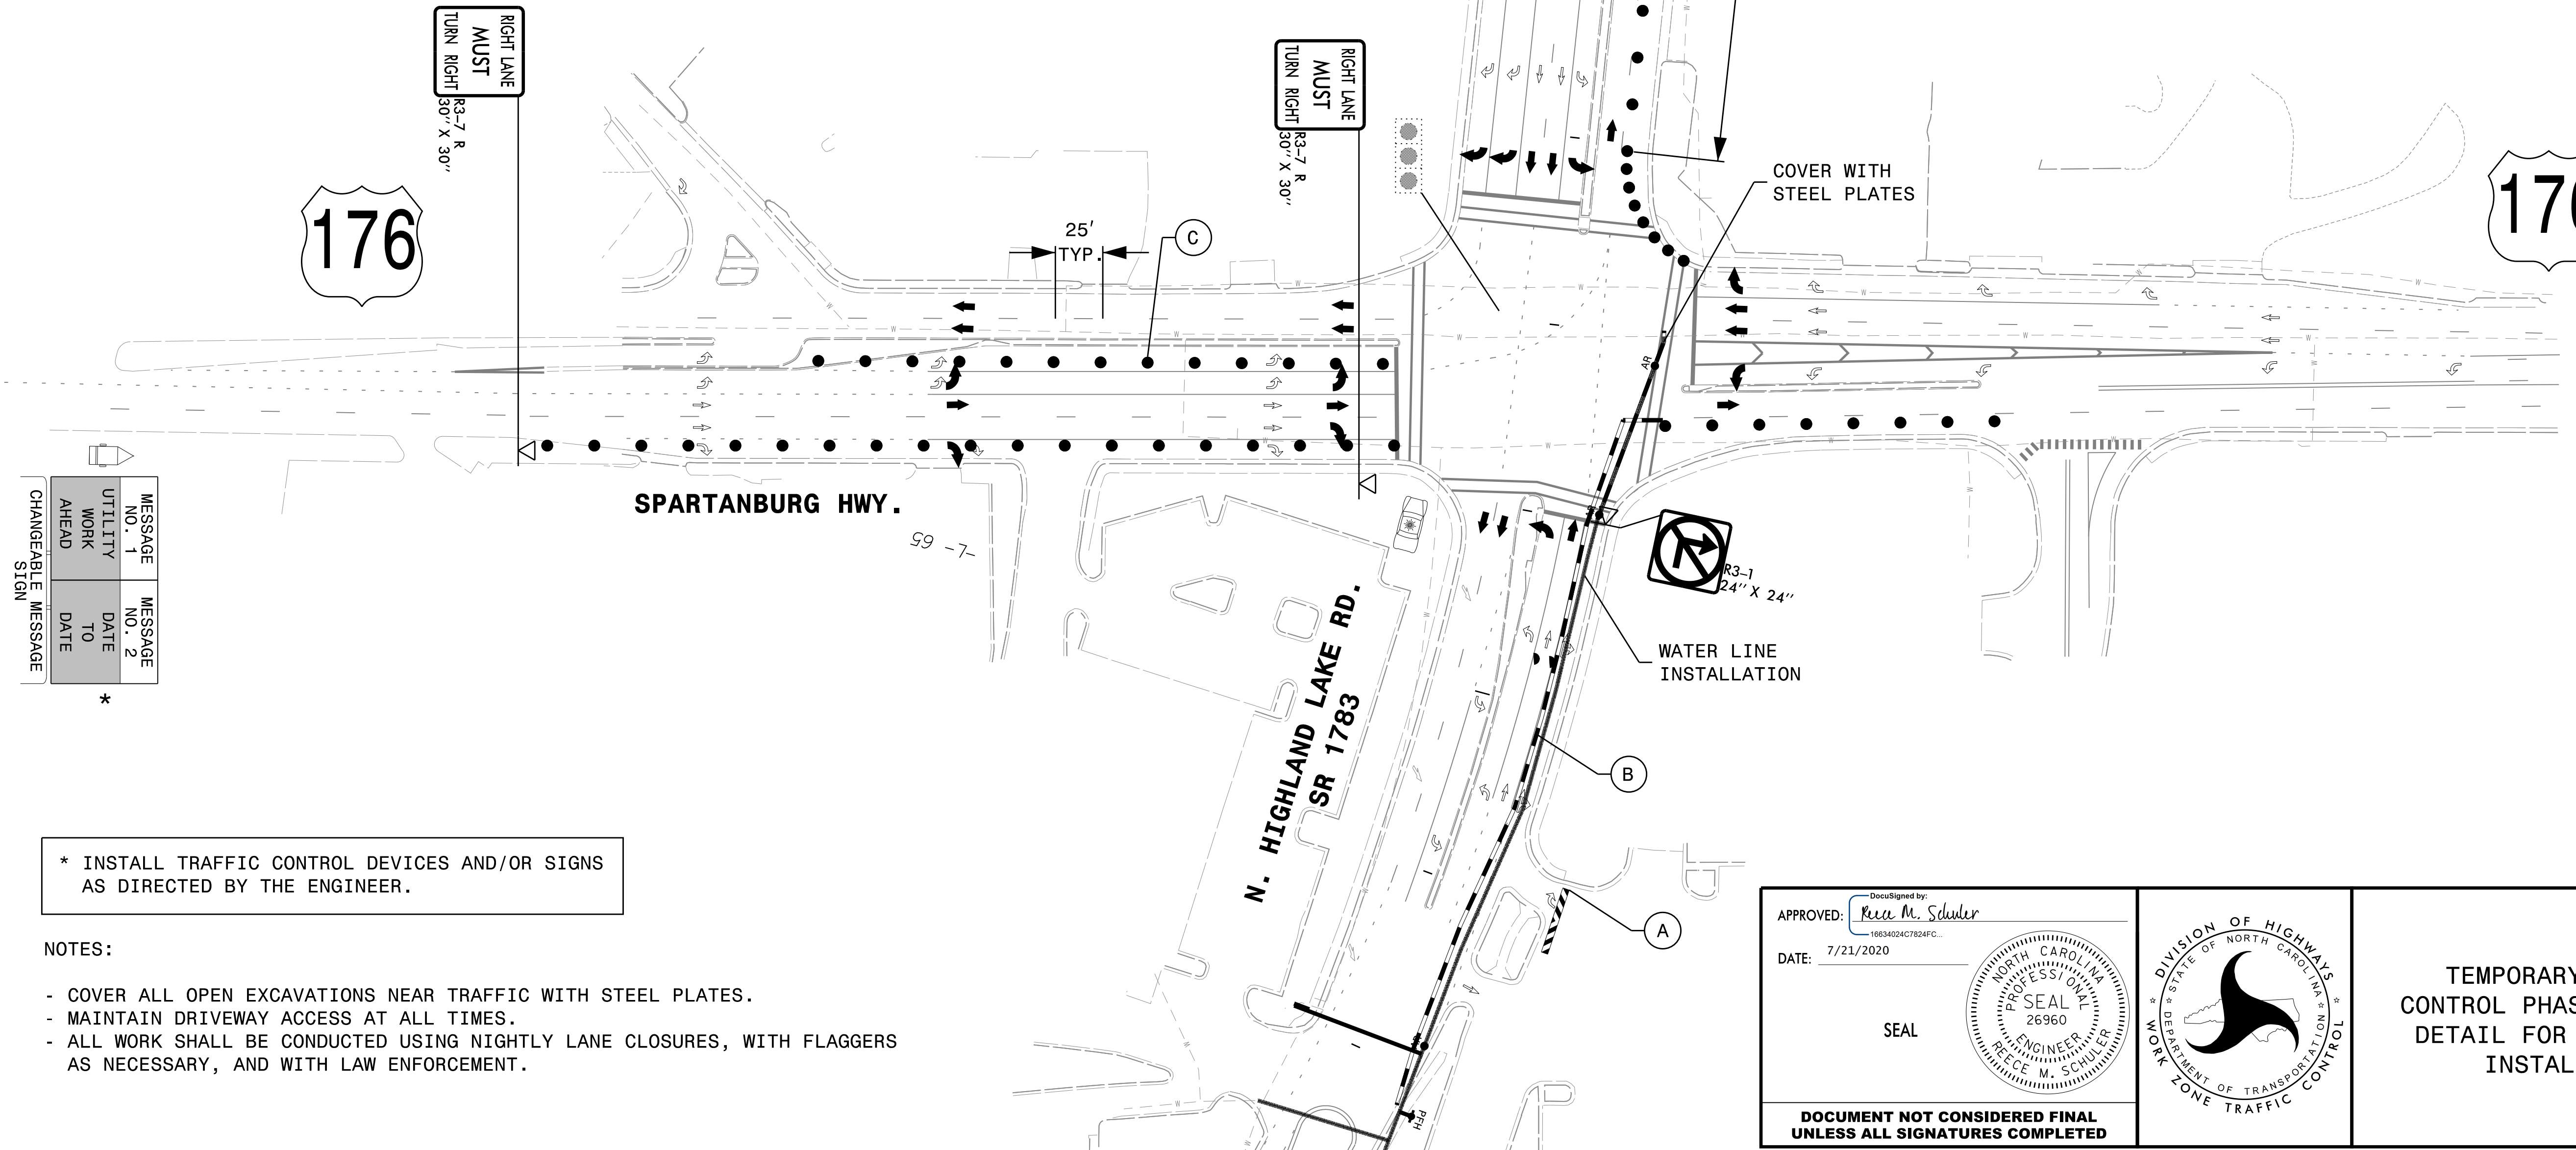 RIGHT LANE
MUST
TURN RIGHT
R3-7 R
30'' X 30''
RIGHT LANE
MUST
TURN RIGHT
R3-7 R
30'' X 30''
176
25'
TYP.
C
COVER WITH
STEEL PLATES
AR
SPARTANBURG HWY.
-L- 65
MESSAGE
NO. 1
UTILITY
WORK
AHEAD
MESSAGE
NO. 2
DATE
TO
DATE
CHANGEABLE MESSAGE
SIGN
*
R3-1
24'' X 24''
WATER LINE
INSTALLATION
N. HIGHLAND LAKE RD.
SR 1783
B
A
PFH
* INSTALL TRAFFIC CONTROL DEVICES AND/OR SIGNS
AS DIRECTED BY THE ENGINEER.
NOTES:
- COVER ALL OPEN EXCAVATIONS NEAR TRAFFIC WITH STEEL PLATES.
- MAINTAIN DRIVEWAY ACCESS AT ALL TIMES.
- ALL WORK SHALL BE CONDUCTED USING NIGHTLY LANE CLOSURES, WITH FLAGGERS
AS NECESSARY, AND WITH LAW ENFORCEMENT.
DocuSigned by:
APPROVED: Reece M. Schuler
16634024C7824FC...
DATE: 7/21/2020
SEAL
NORTH CAROLINA
PROFESSIONAL
SEAL
26960
ENGINEER
REECE M. SCHULER
DOCUMENT NOT CONSIDERED FINAL
UNLESS ALL SIGNATURES COMPLETED
DIVISION OF HIGHWAYS
STATE OF NORTH CAROLINA
DEPARTMENT OF TRANSPORTATION
WORK ZONE TRAFFIC CONTROL
TEMPORARY
CONTROL PHAS
DETAIL FOR
INSTAL